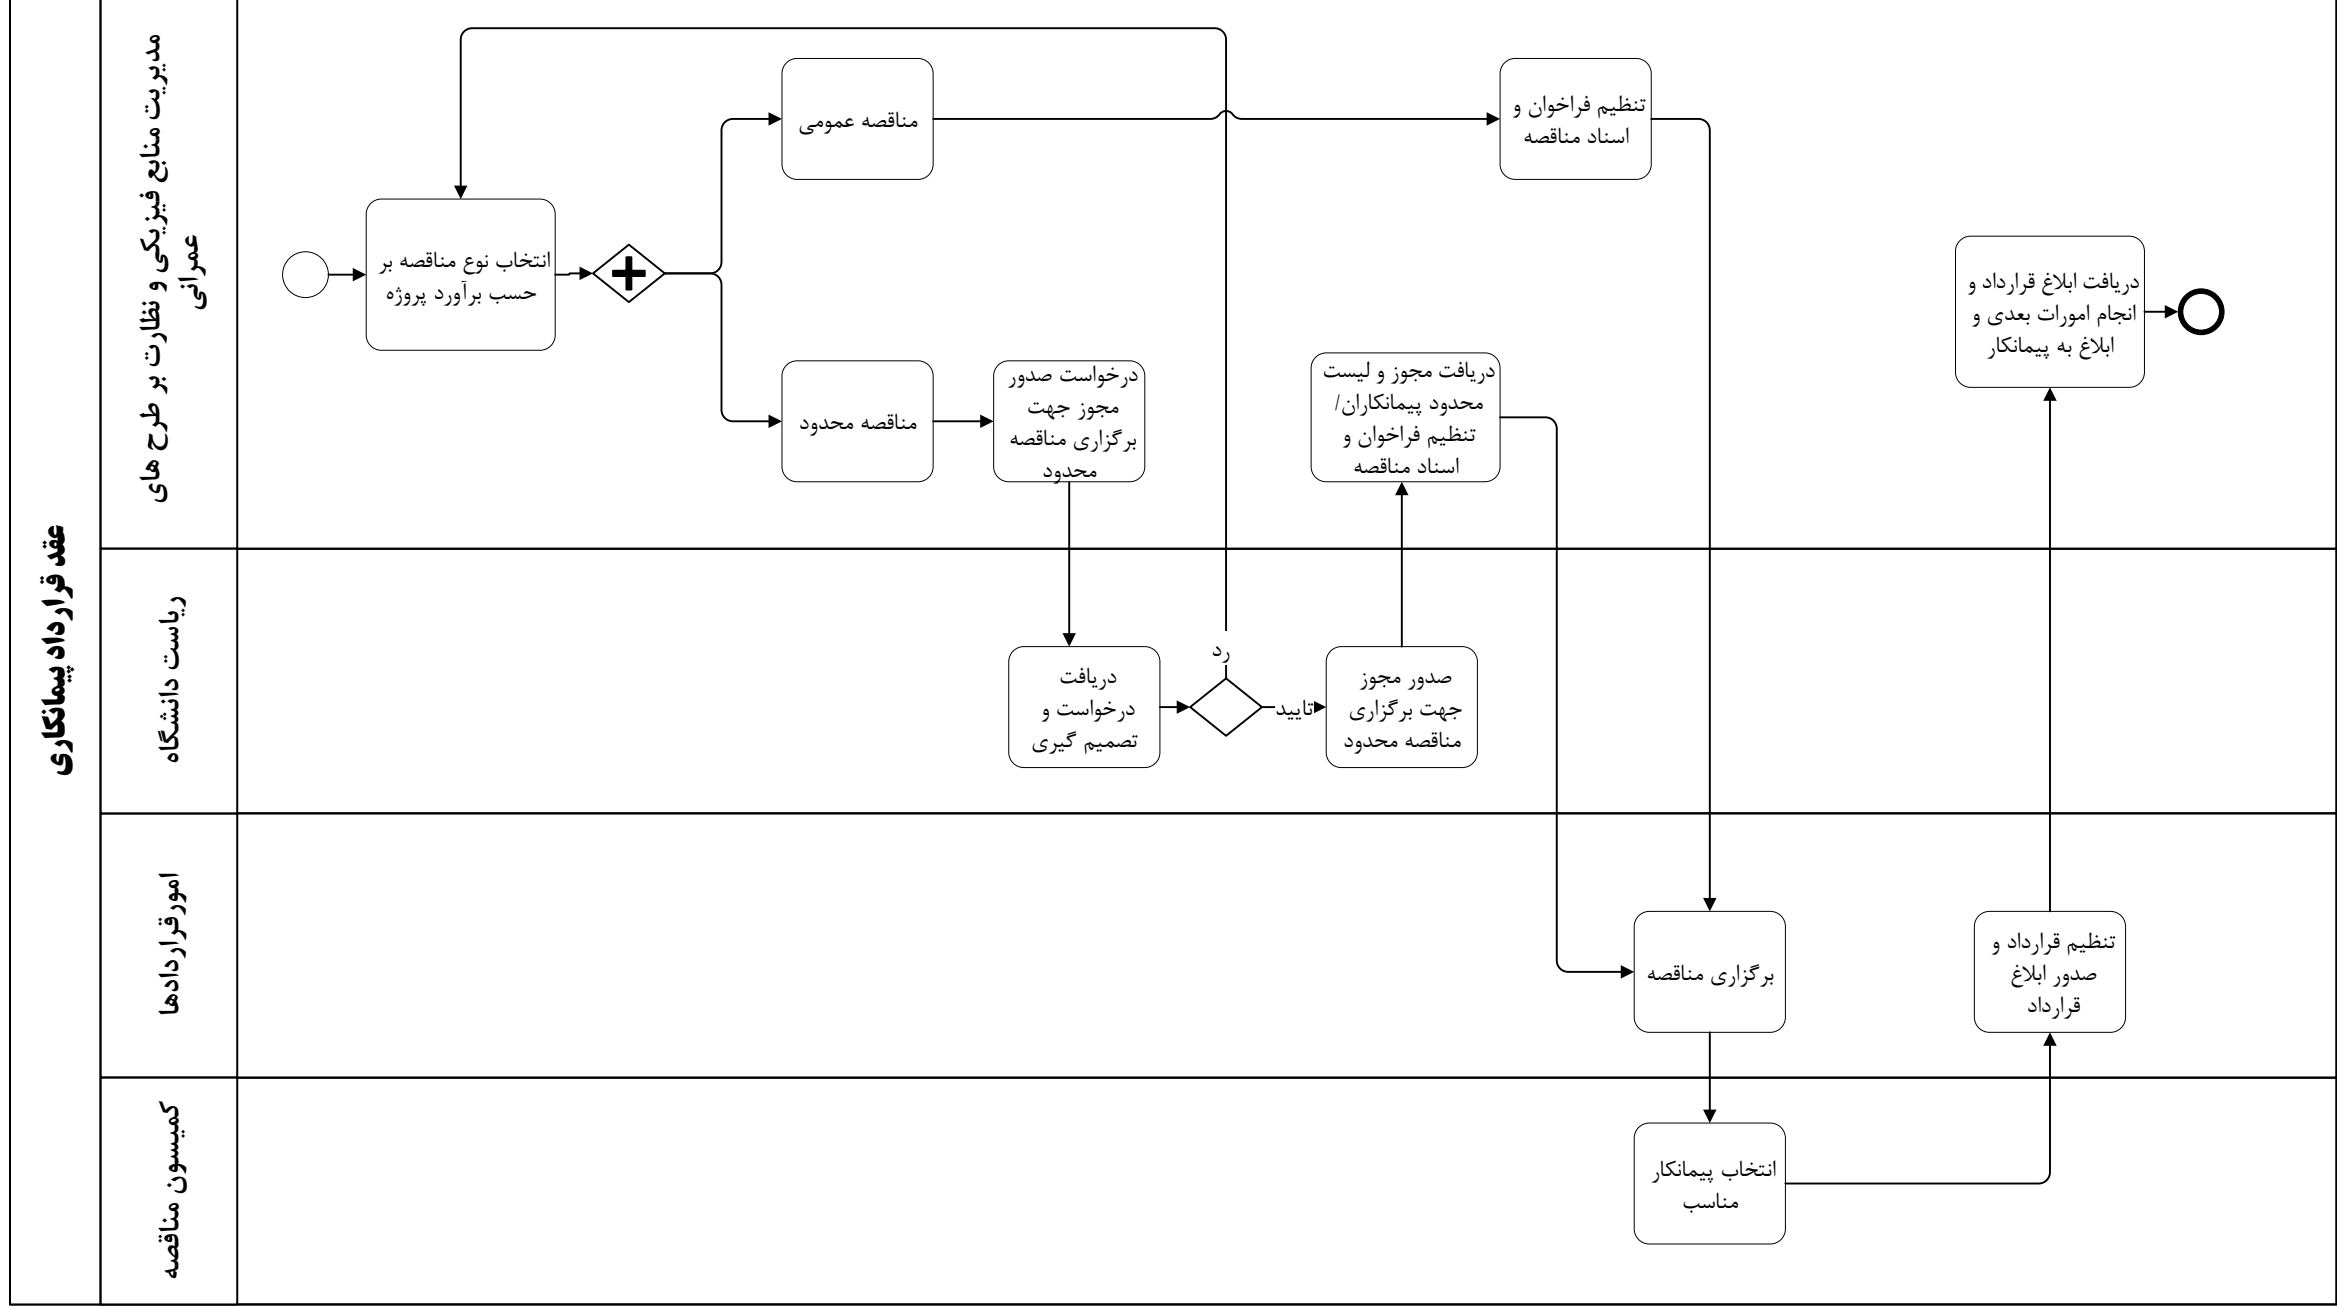 عقد قرارداد پیمانکاری
مدیریت منابع فیزیکی و نظارت بر طرح های
عمرانی
انتخاب نوع مناقصه بر
حسب برآورد پروژه
مناقصه عمومی
تنظیم فراخوان و
اسناد مناقصه
مناقصه محدود
درخواست صدور
مجوز جهت
برگزاری مناقصه
محدود
دریافت مجوز و لیست
محدود پیمانکاران/
تنظیم فراخوان و
اسناد مناقصه
دریافت ابلاغ قرارداد و
انجام امورات بعدی و
ابلاغ به پیمانکار
ریاست دانشگاه
دریافت
درخواست و
تصمیم گیری
رد
تایید
صدور مجوز
جهت برگزاری
مناقصه محدود
امورقراردادها
برگزاری مناقصه
تنظیم قرارداد و
صدور ابلاغ
قرارداد
کمیسون مناقصه
انتخاب پیمانکار
مناسب